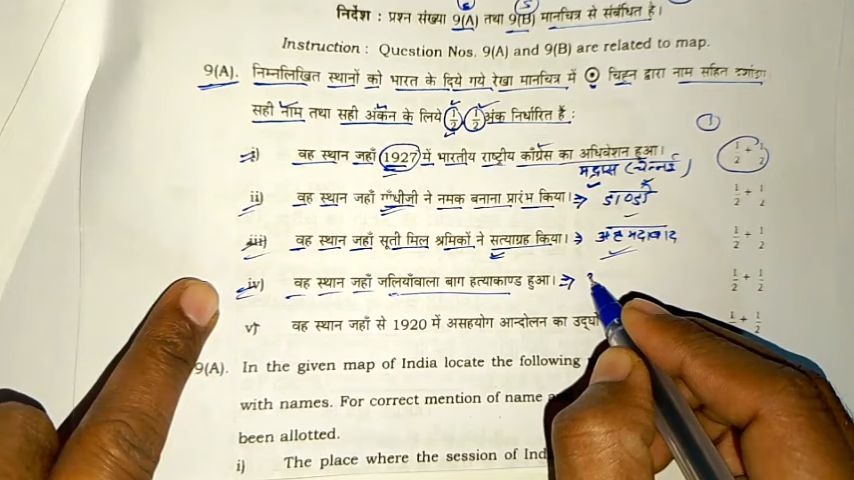 निर्देश : प्रश्न संख्या 9(A) तथा 9(B) मानचित्र से संबंधित है।
Instruction : Question Nos. 9(A) and 9(B) are related to map.
9(A). निम्नलिखित स्थानों को भारत के दिये गये रेखा मानचित्र में ⊙ चिह्न द्वारा नाम सहित दर्शाइए
सही नाम तथा सही अंकन के लिये 1/2 1/2 अंक निर्धारित है : 1
i) वह स्थान जहाँ 1927 में भारतीय राष्ट्रीय काँग्रेस का अधिवेशन हुआ। 1/2 + 1/2
मद्रास (चेन्नई)
ii) वह स्थान जहाँ गाँधीजी ने नमक बनाना प्रारंभ किया। ⇒ डाण्डी 1/2 + 1/2
iii) वह स्थान जहाँ सूती मिल श्रमिकों ने सत्याग्रह किया। ⇒ अहमदाबाद 1/2 + 1/2
iv) वह स्थान जहाँ जलियाँवाला बाग हत्याकाण्ड हुआ। ⇒ 1/2 + 1/2
v) वह स्थान जहाँ से 1920 में असहयोग आन्दोलन का 1/2 + 1/2
9(A). In the given map of India locate the following
with names. For correct mention of name
been allotted.
i) The place where the session of